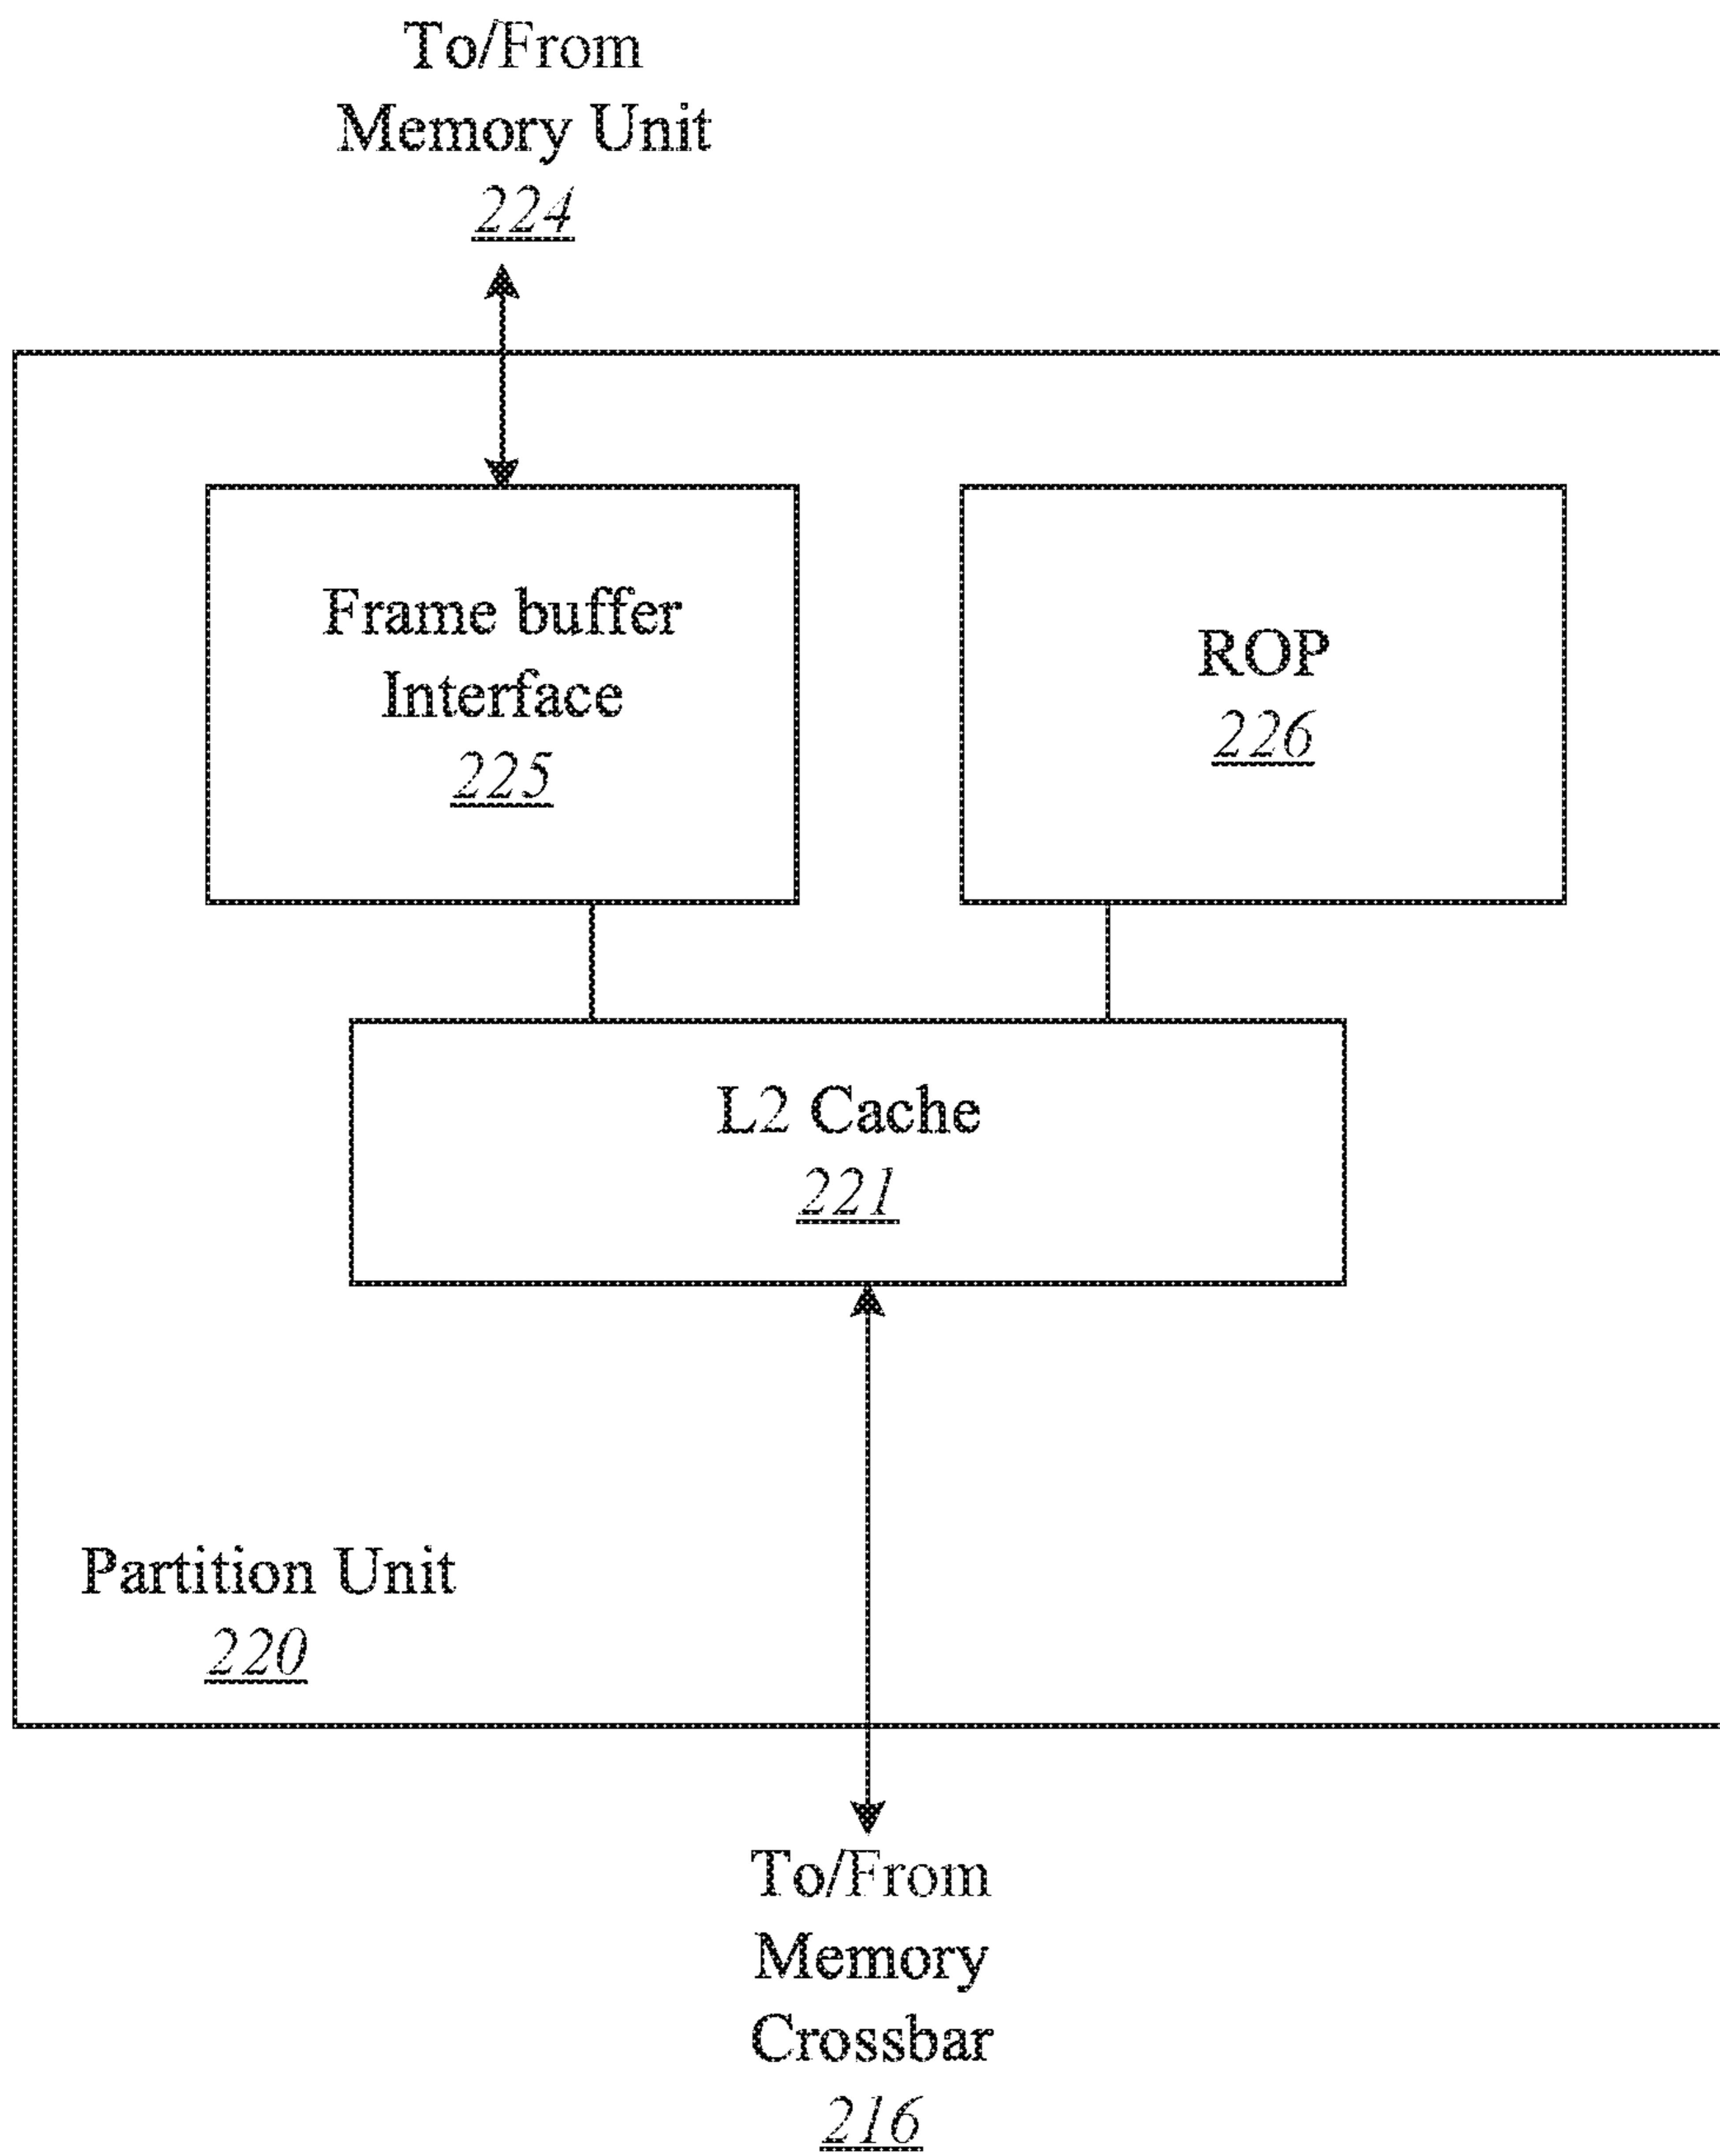 To/From
Memory Unit
224
Frame buffer
Interface
225
ROP
226
L2 Cache
221
Partition Unit
220
To/From
Memory
Crossbar
216